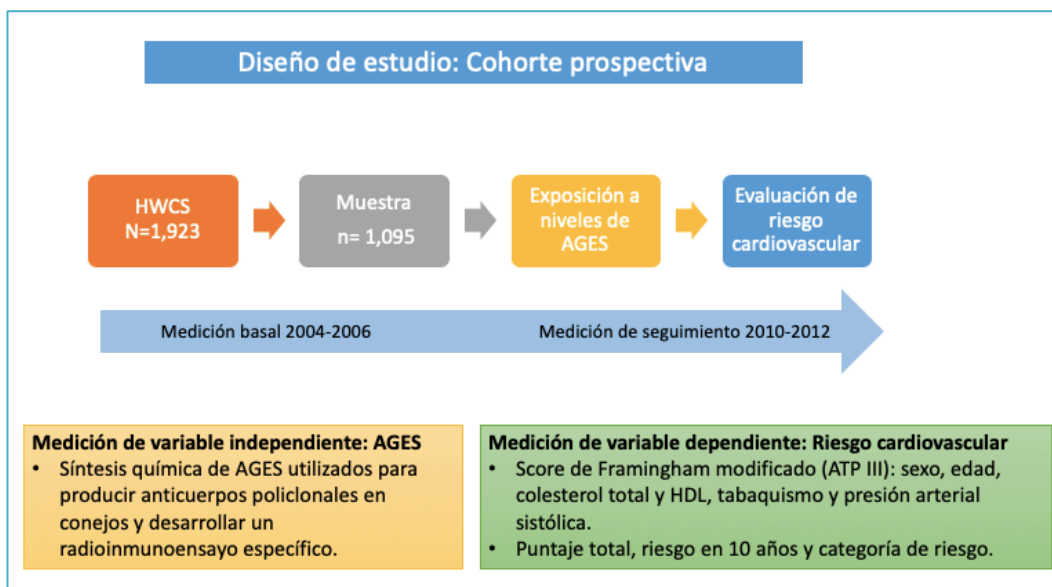 Diseño de estudio: Cohorte prospectiva
HWCS
N=1,923
Muestra
n= 1,095
Exposición a
niveles de
AGES
Evaluación de
riesgo
cardiovascular
Medición basal 2004-2006
Medición de seguimiento 2010-2012
Medición de variable independiente: AGES
• Síntesis química de AGES utilizados para
producir anticuerpos policlonales en
conejos y desarrollar un
radioinmunoensayo específico.
Medición de variable dependiente: Riesgo cardiovascular
• Score de Framingham modificado (ATP III): sexo, edad,
colesterol total y HDL, tabaquismo y presión arterial
sistólica.
• Puntaje total, riesgo en 10 años y categoría de riesgo.